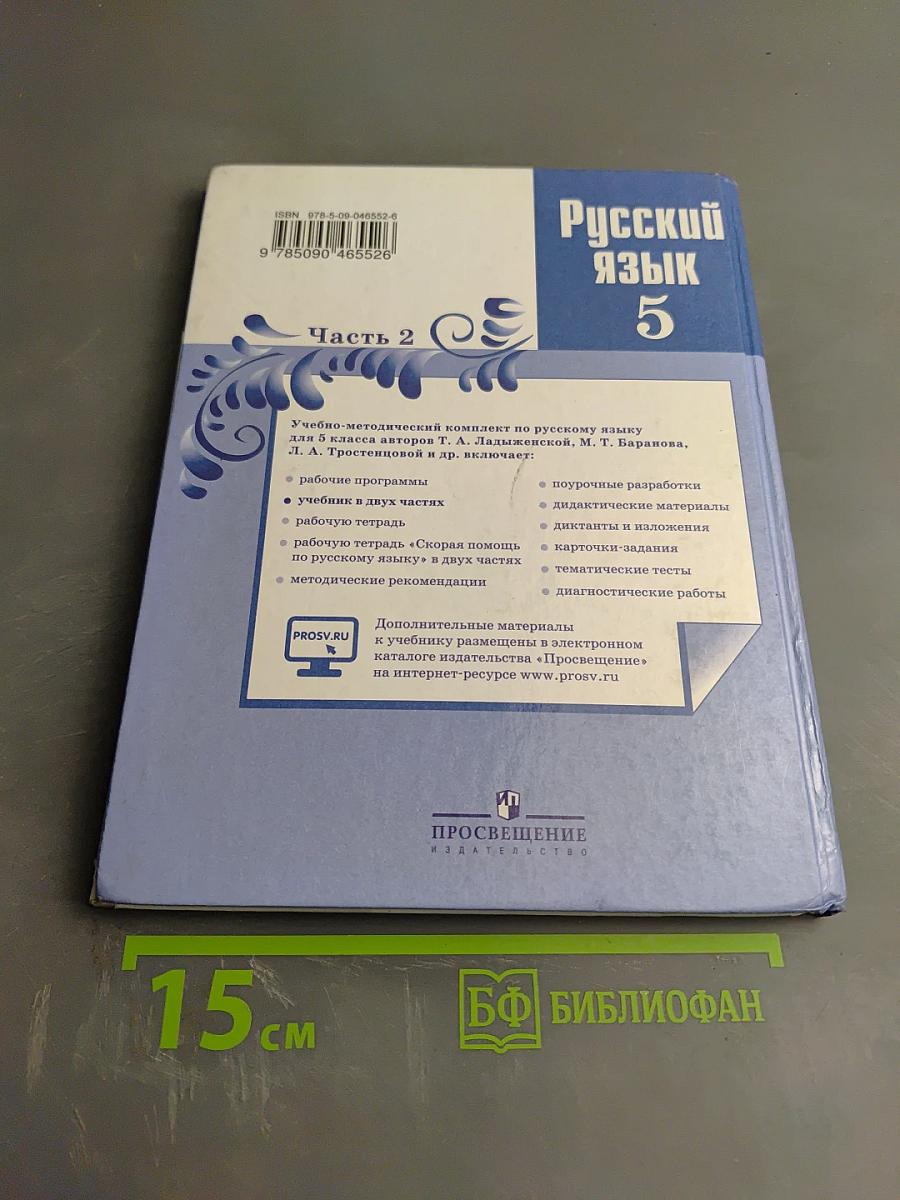 ISBN 978-5-09-046552-6
9 785090 465526
Русский
язык
5
Часть 2
Учебно-методический комплект по русскому языку
для 5 класса авторов Т. А. Ладыженской, М. Т. Баранова,
Л. А. Тростенцовой и др. включает:
рабочие программы
учебник в двух частях
рабочую тетрадь
рабочую тетрадь «Скорая помощь
по русскому языку» в двух частях
методические рекомендации
поурочные разработки
дидактические материалы
диктанты и изложения
карточки-задания
тематические тесты
диагностические работы
PROSV.RU
Дополнительные материалы
к учебнику размещены в электронном
каталоге издательства «Просвещение»
на интернет-ресурсе www.prosv.ru
ИП
ПРОСВЕЩЕНИЕ
ИЗДАТЕЛЬСТВО
15 см
БФ БИБЛИОФАН